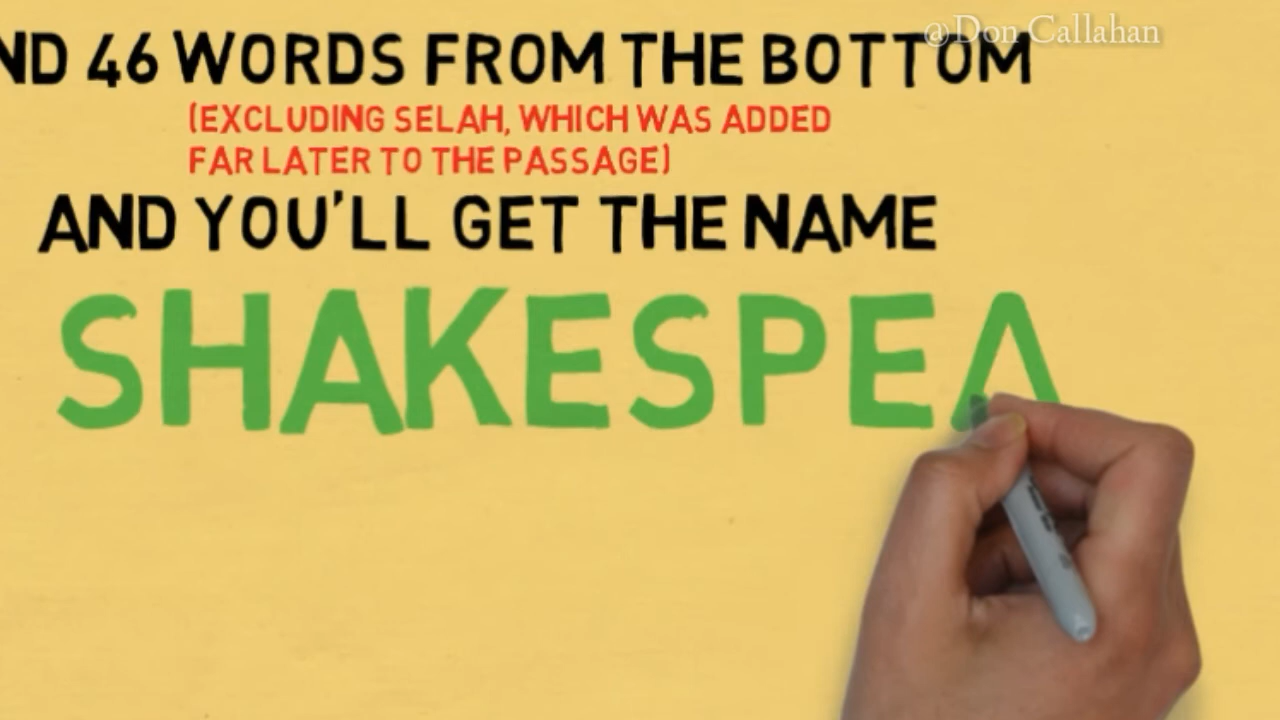 @Don Callahan
ND 46 WORDS FROM THE BOTTOM
(EXCLUDING SELAH, WHICH WAS ADDED
FAR LATER TO THE PASSAGE)
AND YOU'LL GET THE NAME
SHAKESPEA